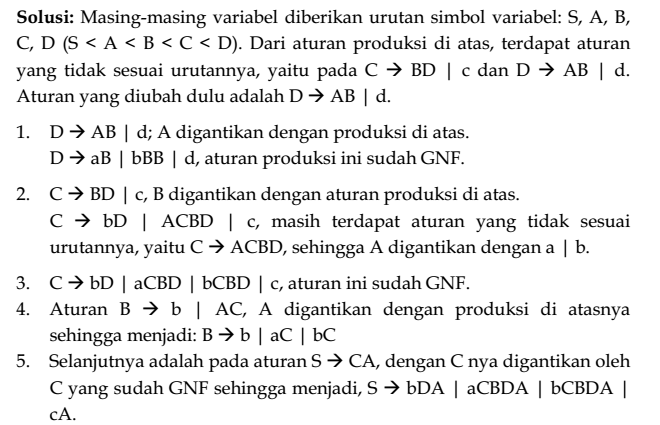 Solusi: Masing-masing variabel diberikan urutan simbol variabel: S, A, B,
C, D (S < A < B < C < D). Dari aturan produksi di atas, terdapat aturan
yang tidak sesuai urutannya, yaitu pada C → BD | c dan D → AB | d.
Aturan yang diubah dulu adalah D → AB | d.
1. D → AB | d; A digantikan dengan produksi di atas.
D → aB | bBB | d, aturan produksi ini sudah GNF.
2. C → BD | c, B digantikan dengan aturan produksi di atas.
C → bD | ACBD | c, masih terdapat aturan yang tidak sesuai
urutannya, yaitu C → ACBD, sehingga A digantikan dengan a | b.
3. C → bD | aCBD | bCBD | c, aturan ini sudah GNF.
4. Aturan B → b | AC, A digantikan dengan produksi di atasnya
sehingga menjadi: B → b | aC | bC
5. Selanjutnya adalah pada aturan S → CA, dengan C nya digantikan oleh
C yang sudah GNF sehingga menjadi, S → bDA | aCBDA | bCBDA |
cA.